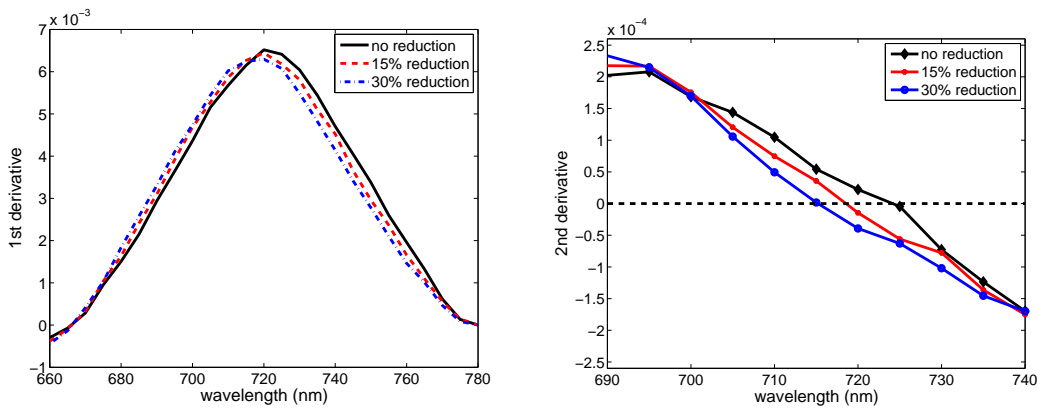 x 10⁻³
7
6
5
4
3
2
1
0
−1
660 680 700 720 740 760 780
1st derivative
wavelength (nm)
no reduction
15% reduction
30% reduction
x 10⁻⁴
2.5
2
1.5
1
0.5
0
−0.5
−1
−1.5
−2
−2.5
690 700 710 720 730 740
2nd derivative
wavelength (nm)
no reduction
15% reduction
30% reduction